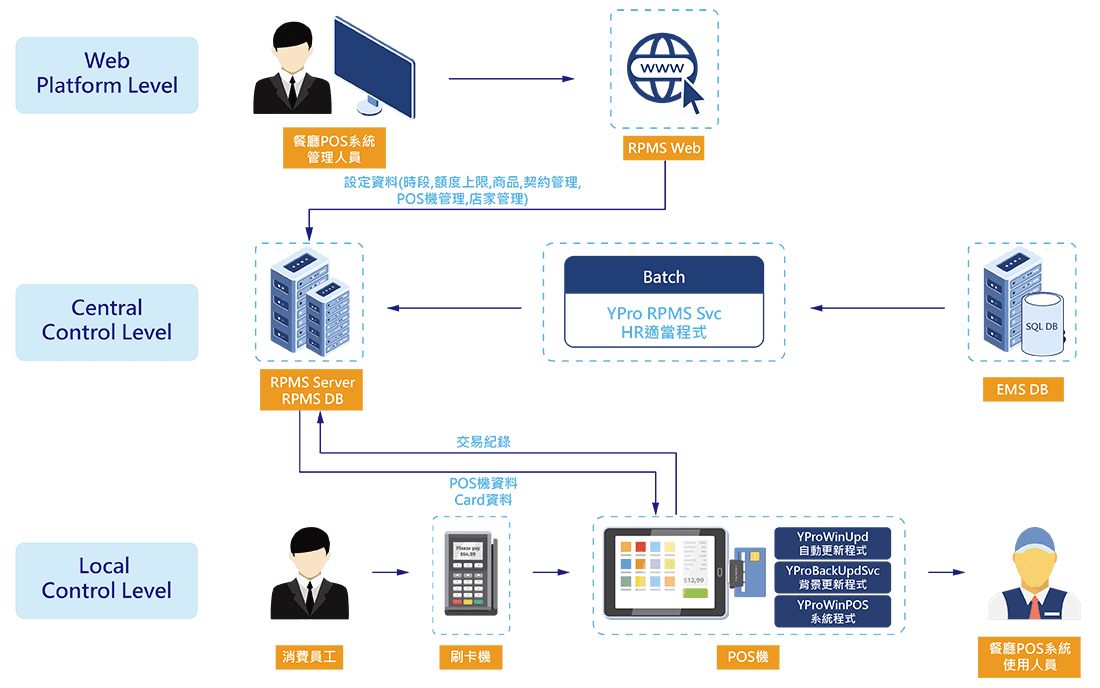 Web
Platform Level
餐廳POS系統
管理人員
WWW
RPMS Web
設定資料(時段,額度上限,商品,契約管理,
POS機管理,店家管理)
Central
Control Level
RPMS Server
RPMS DB
Batch
YPro RPMS Svc
HR適當程式
SQL DB
EMS DB
交易紀錄
POS機資料
Card資料
Local
Control Level
消費員工
Please pay
$64,99
刷卡機
$12,99
YProWinUpd
自動更新程式
YProBackUpdSvc
背景更新程式
YProWinPOS
系統程式
POS機
餐廳POS系統
使用人員